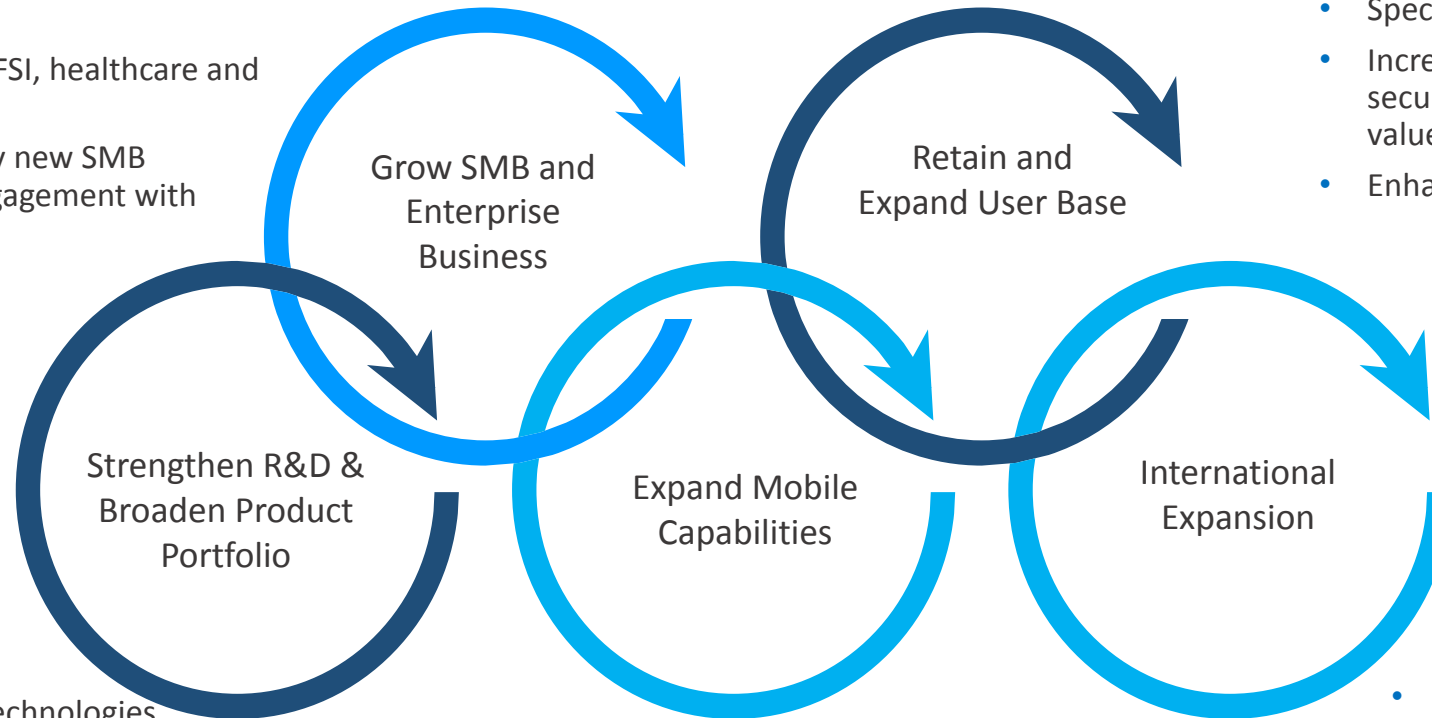 FSI, healthcare and
new SMB
gagement with
Grow SMB and
Enterprise
Business
Retain and
Expand User Base
Spec
Incre
secu
value
Enha
Strengthen R&D &
Broaden Product
Portfolio
Expand Mobile
Capabilities
International
Expansion
echnologies